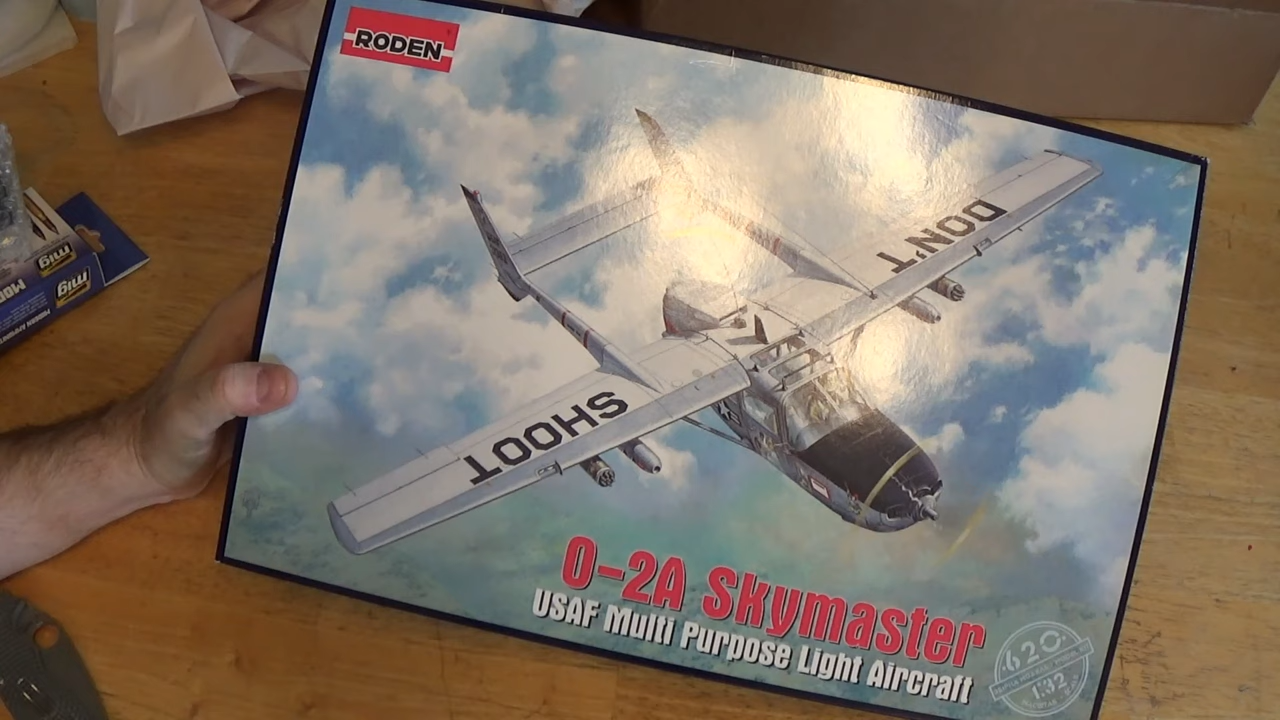 RODEN
DON'T
SHOOT
O-2A Skymaster
USAF Multi Purpose Light Aircraft
620
1:32
mig
mig